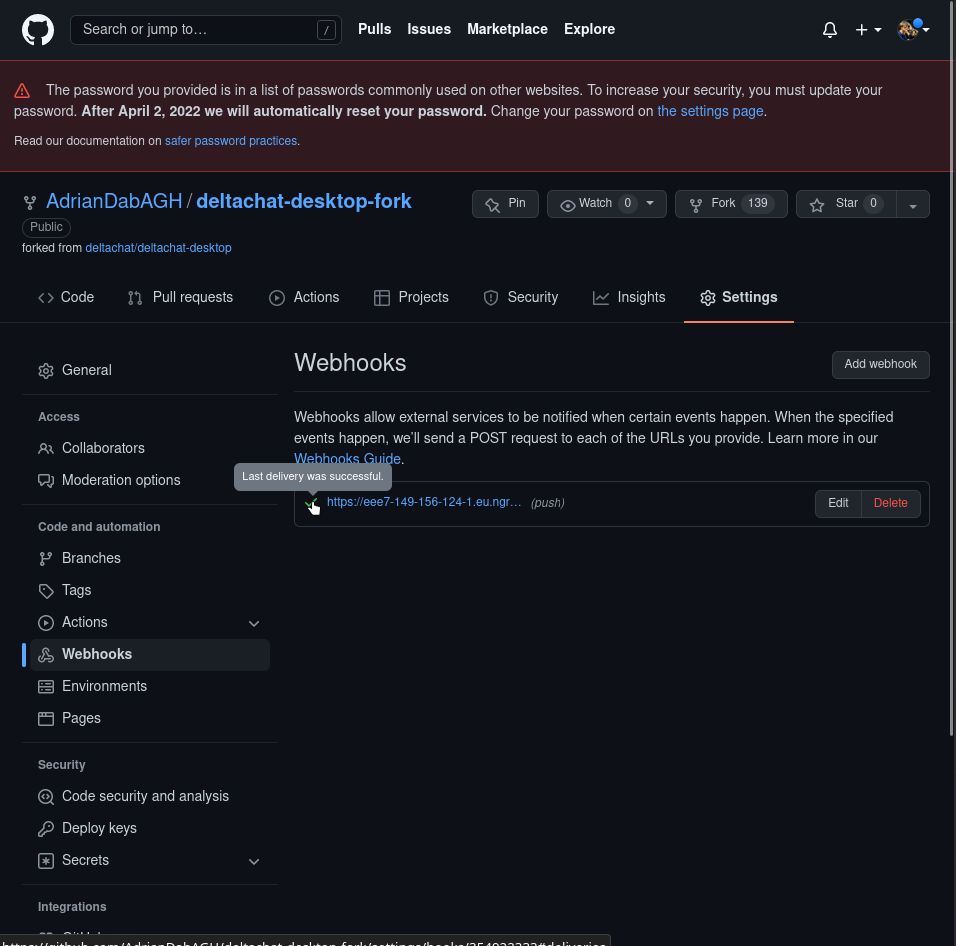 Search or jump to… /
Pulls Issues Marketplace Explore
The password you provided is in a list of passwords commonly used on other websites. To increase your security, you must update your
password. After April 2, 2022 we will automatically reset your password. Change your password on the settings page.
Read our documentation on safer password practices.
AdrianDabAGH / deltachat-desktop-fork
Pin Watch 0 Fork 139 Star 0
Public
forked from deltachat/deltachat-desktop
Code Pull requests Actions Projects Security Insights Settings
General
Access
Collaborators
Moderation options
Code and automation
Branches
Tags
Actions
Webhooks
Environments
Pages
Security
Code security and analysis
Deploy keys
Secrets
Integrations
Webhooks
Add webhook
Webhooks allow external services to be notified when certain events happen. When the specified
events happen, we'll send a POST request to each of the URLs you provide. Learn more in our
Webhooks Guide.
Last delivery was successful.
https://eee7-149-156-124-1.eu.ngr… (push)
Edit Delete